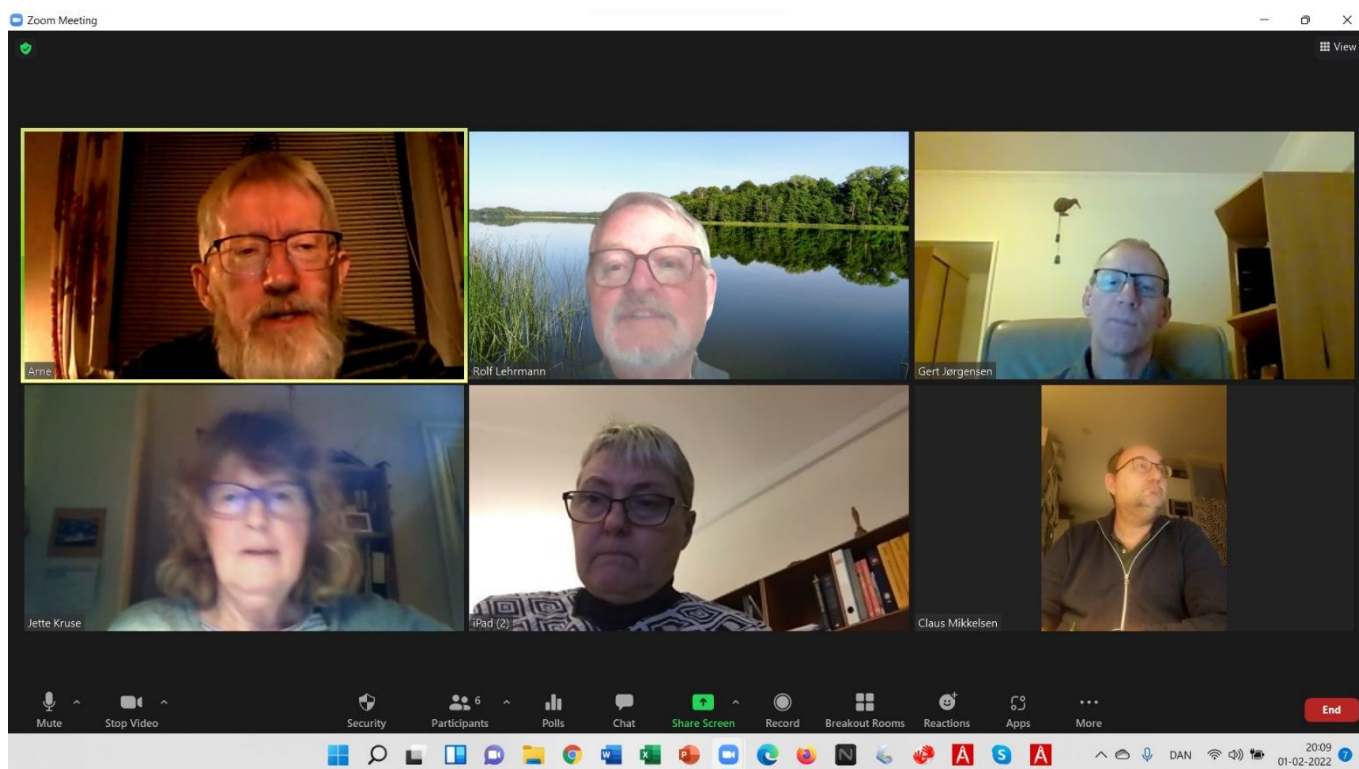 Zoom Meeting
View
Arne
Rolf Lehrmann
Gert Jørgensen
Jette Kruse
iPad (2)
Claus Mikkelsen
6
Mute
Stop Video
Security
Participants
Polls
Chat
Share Screen
Record
Breakout Rooms
Reactions
Apps
More
End
DAN
20:09
01-02-2022
7